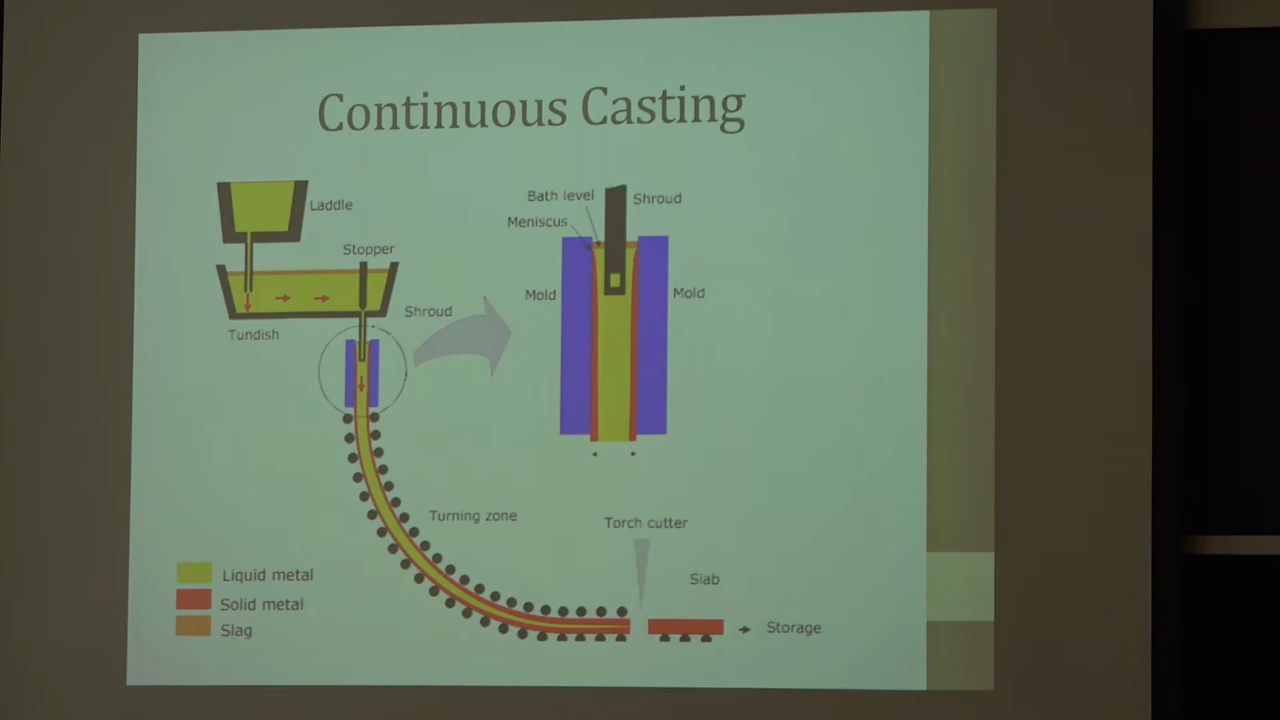 Continuous Casting
Laddle
Stopper
Shroud
Tundish
Bath level
Shroud
Meniscus
Mold
Mold
Turning zone
Torch cutter
Slab
Storage
Liquid metal
Solid metal
Slag